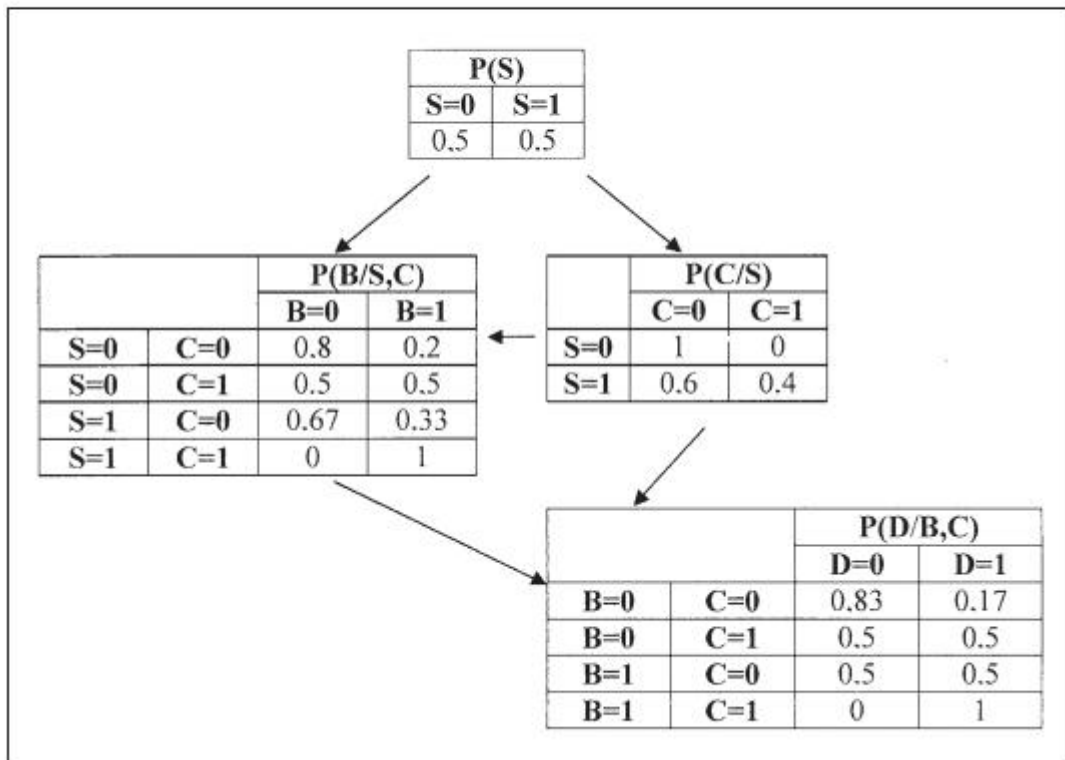 P(S)
S=0 S=1
0.5 0.5
P(B/S,C)
B=0 B=1
S=0 C=0 0.8 0.2
S=0 C=1 0.5 0.5
S=1 C=0 0.67 0.33
S=1 C=1 0 1
P(C/S)
C=0 C=1
S=0 1 0
S=1 0.6 0.4
P(D/B,C)
D=0 D=1
B=0 C=0 0.83 0.17
B=0 C=1 0.5 0.5
B=1 C=0 0.5 0.5
B=1 C=1 0 1